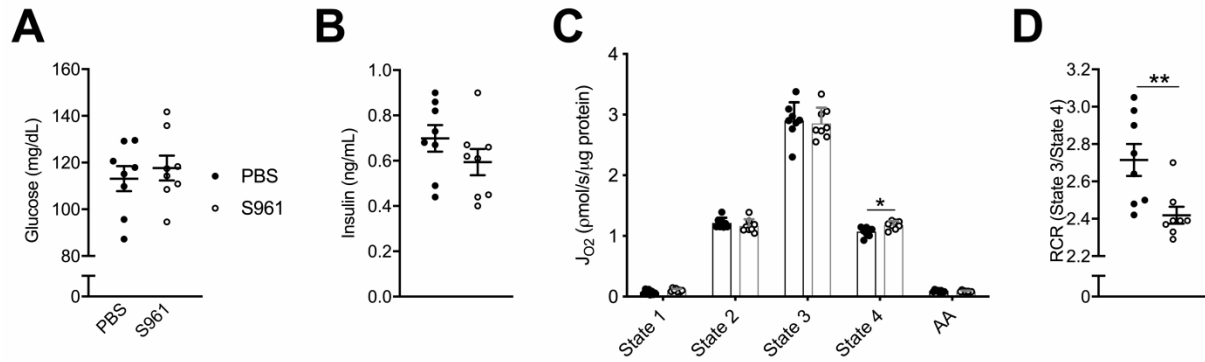 A
Glucose (mg/dL)
160
140
120
100
80
0
PBS
S961
PBS
S961
B
Insulin (ng/mL)
1.0
0.8
0.6
0.4
0.2
0.0
C
J
O2 (pmol/s/μg protein)
4
3
2
1
0
*
State 1
State 2
State 3
State 4
AA
D
RCR (State 3/State 4)
3.2
3.0
2.8
2.6
2.4
2.2
0
**